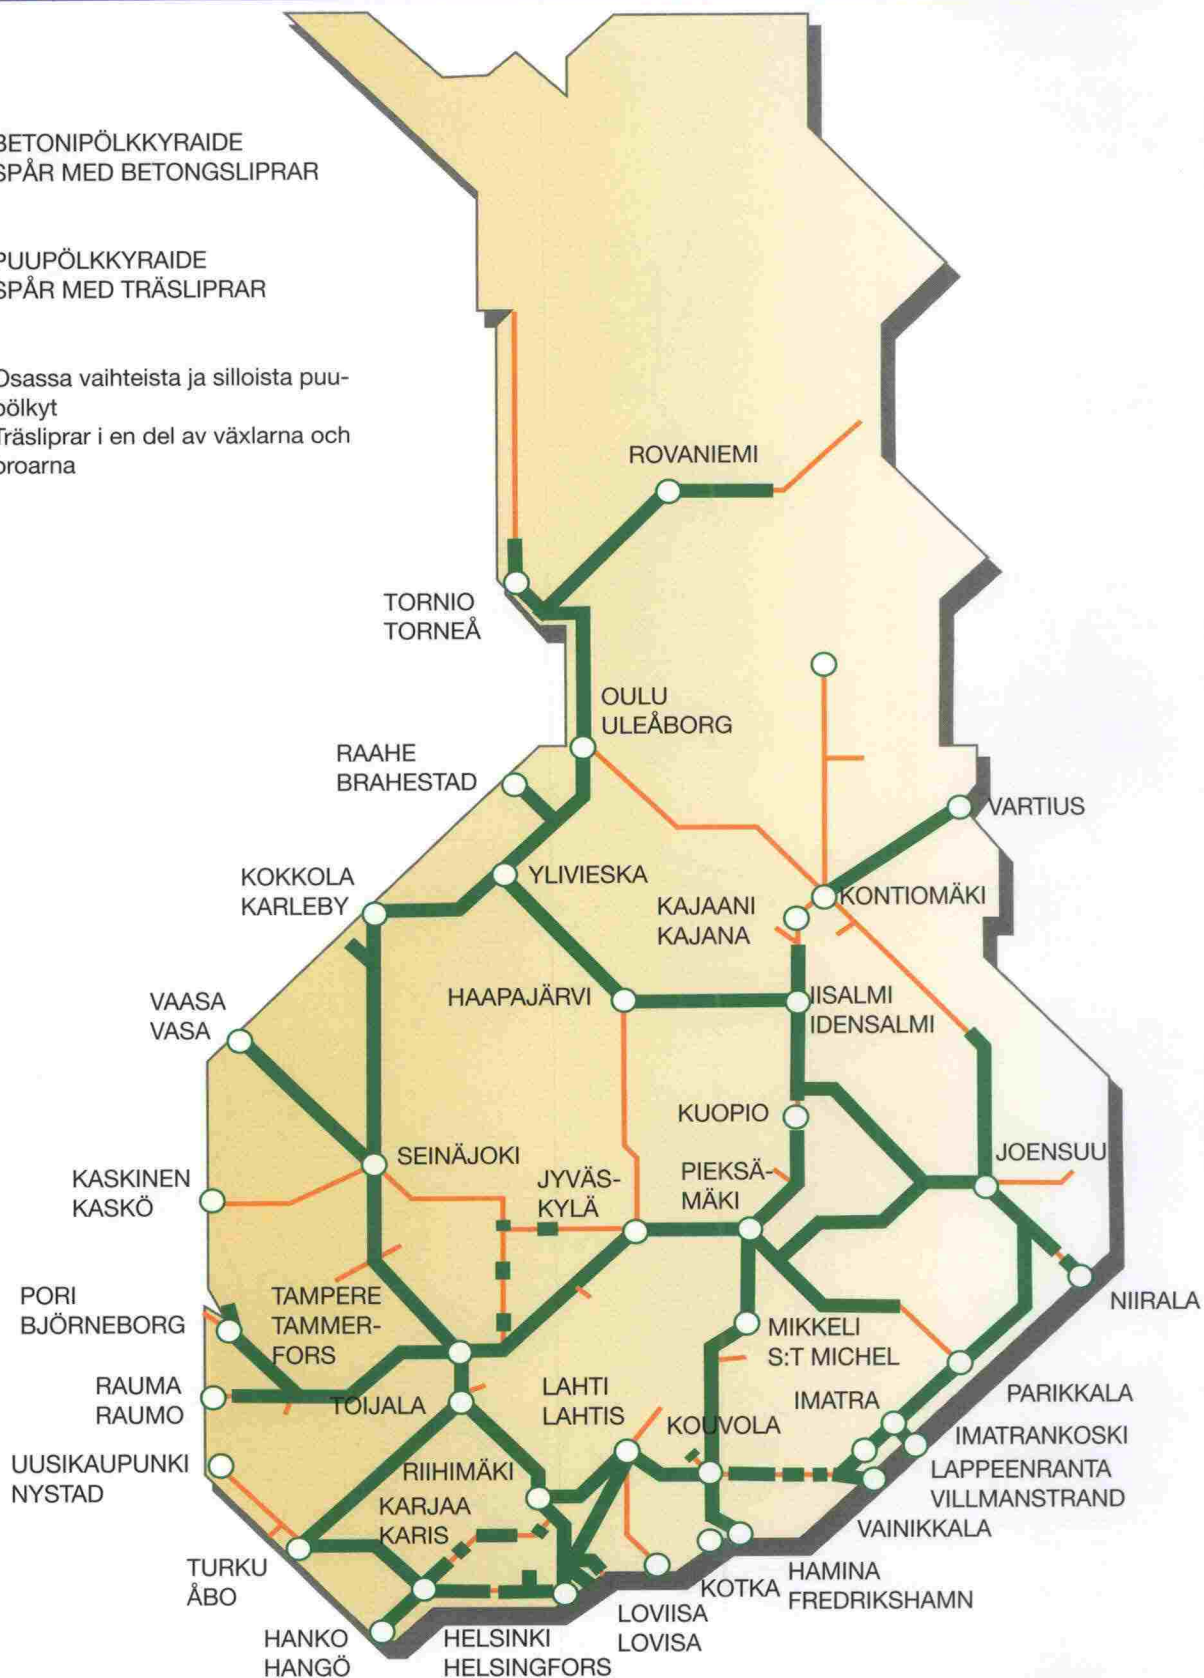 BETONIPÖLKKYRAIDE
SPÅR MED BETONGSLIPRAR
PUUPÖLKKYRAIDE
SPÅR MED TRÄSLIPRAR
Osassa vaihteista ja silloista puu-
pölkyt
Träsliprar i en del av växlarna och
broarna
ROVANIEMI
TORNIO
TORNEÅ
OULU
ULEÅBORG
RAAHE
BRAHESTAD
VARTIUS
YLIVIESKA
KOKKOLA
KARLEBY
KAJAANI
KAJANA
KONTIOMÄKI
VAASA
VASA
HAAPAJÄRVI
IISALMI
IDENSALMI
KUOPIO
SEINÄJOKI
JOENSUU
KASKINEN
KASKÖ
JYVÄS-
KYLÄ
PIEKSÄ-
MÄKI
PORI
BJÖRNEBORG
TAMPERE
TAMMER-
FORS
NIIRALA
MIKKELI
S:T MICHEL
RAUMA
RAUMO
TOIJALA
LAHTI
LAHTIS
KOUVOLA
IMATRA
PARIKKALA
IMATRANKOSKI
UUSIKAUPUNKI
NYSTAD
RIIHIMÄKI
LAPPEENRANTA
VILLMANSTRAND
KARJAA
KARIS
VAINIKKALA
TURKU
ÅBO
KOTKA
HAMINA
FREDRIKSHAMN
LOVIISA
LOVISA
HANKO
HANGÖ
HELSINKI
HELSINGFORS